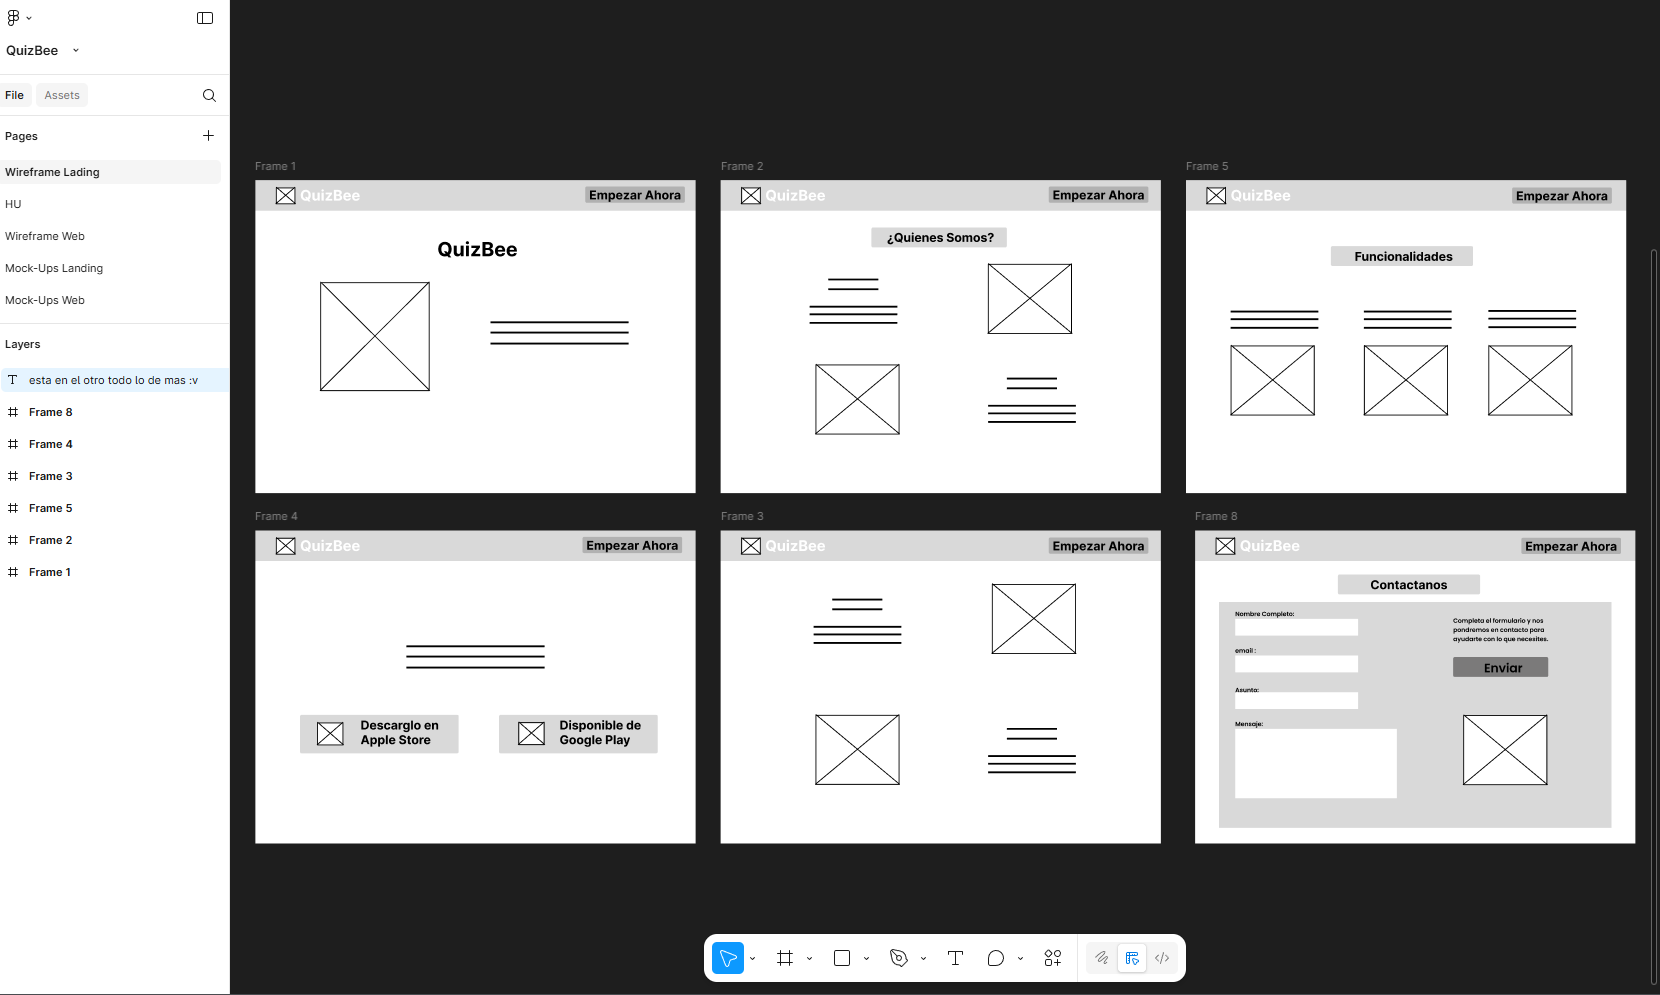 QuizBee
File
Assets
Pages
Wireframe Lading
HU
Wireframe Web
Mock-Ups Landing
Mock-Ups Web
Layers
esta en el otro todo lo de mas :v
Frame 8
Frame 4
Frame 3
Frame 5
Frame 2
Frame 1
Frame 1
QuizBee
Empezar Ahora
QuizBee
Frame 2
QuizBee
Empezar Ahora
¿Quienes Somos?
Frame 5
QuizBee
Empezar Ahora
Funcionalidades
Frame 4
QuizBee
Empezar Ahora
Descarglo en
Apple Store
Disponible de
Google Play
Frame 3
QuizBee
Empezar Ahora
Frame 8
QuizBee
Empezar Ahora
Contactanos
Nombre Completo:
email :
Asunto:
Mensaje:
Completa el formulario y nos
pondremos en contacto para
ayudarte con lo que necesites.
Enviar